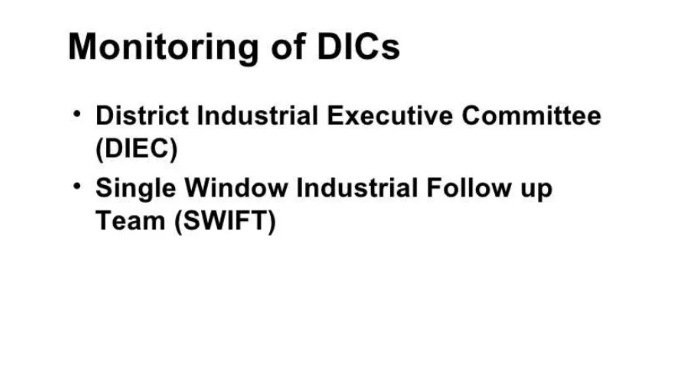 Monitoring of DICs
• District Industrial Executive Committee
(DIEC)
• Single Window Industrial Follow up
Team (SWIFT)